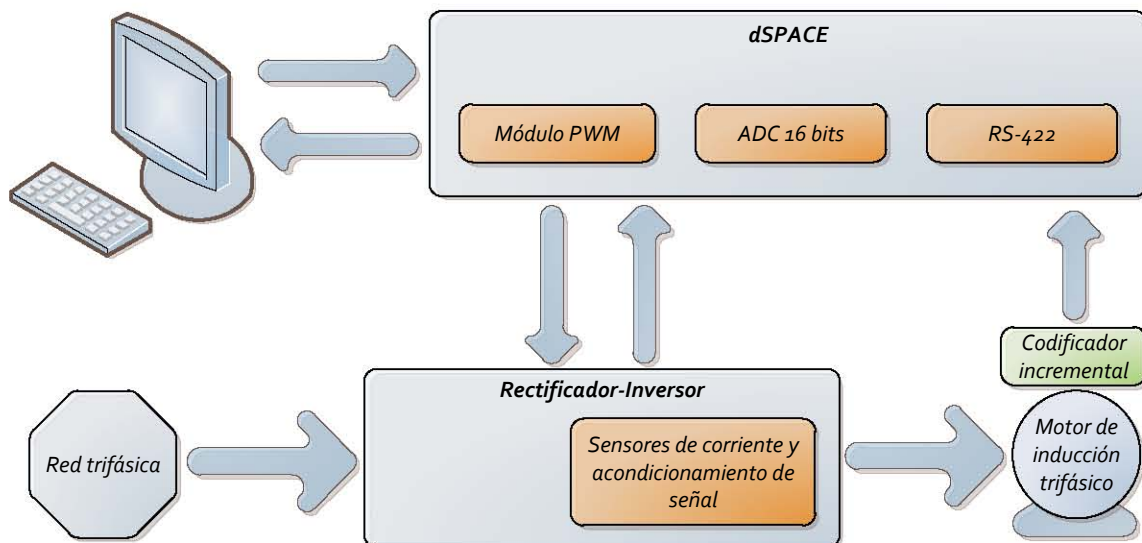 dSPACE
Módulo PWM
ADC 16 bits
RS-422
Codificador
incremental
Rectificador-Inversor
Red trifásica
Sensores de corriente y
acondicionamiento de
señal
Motor de
inducción
trifásico